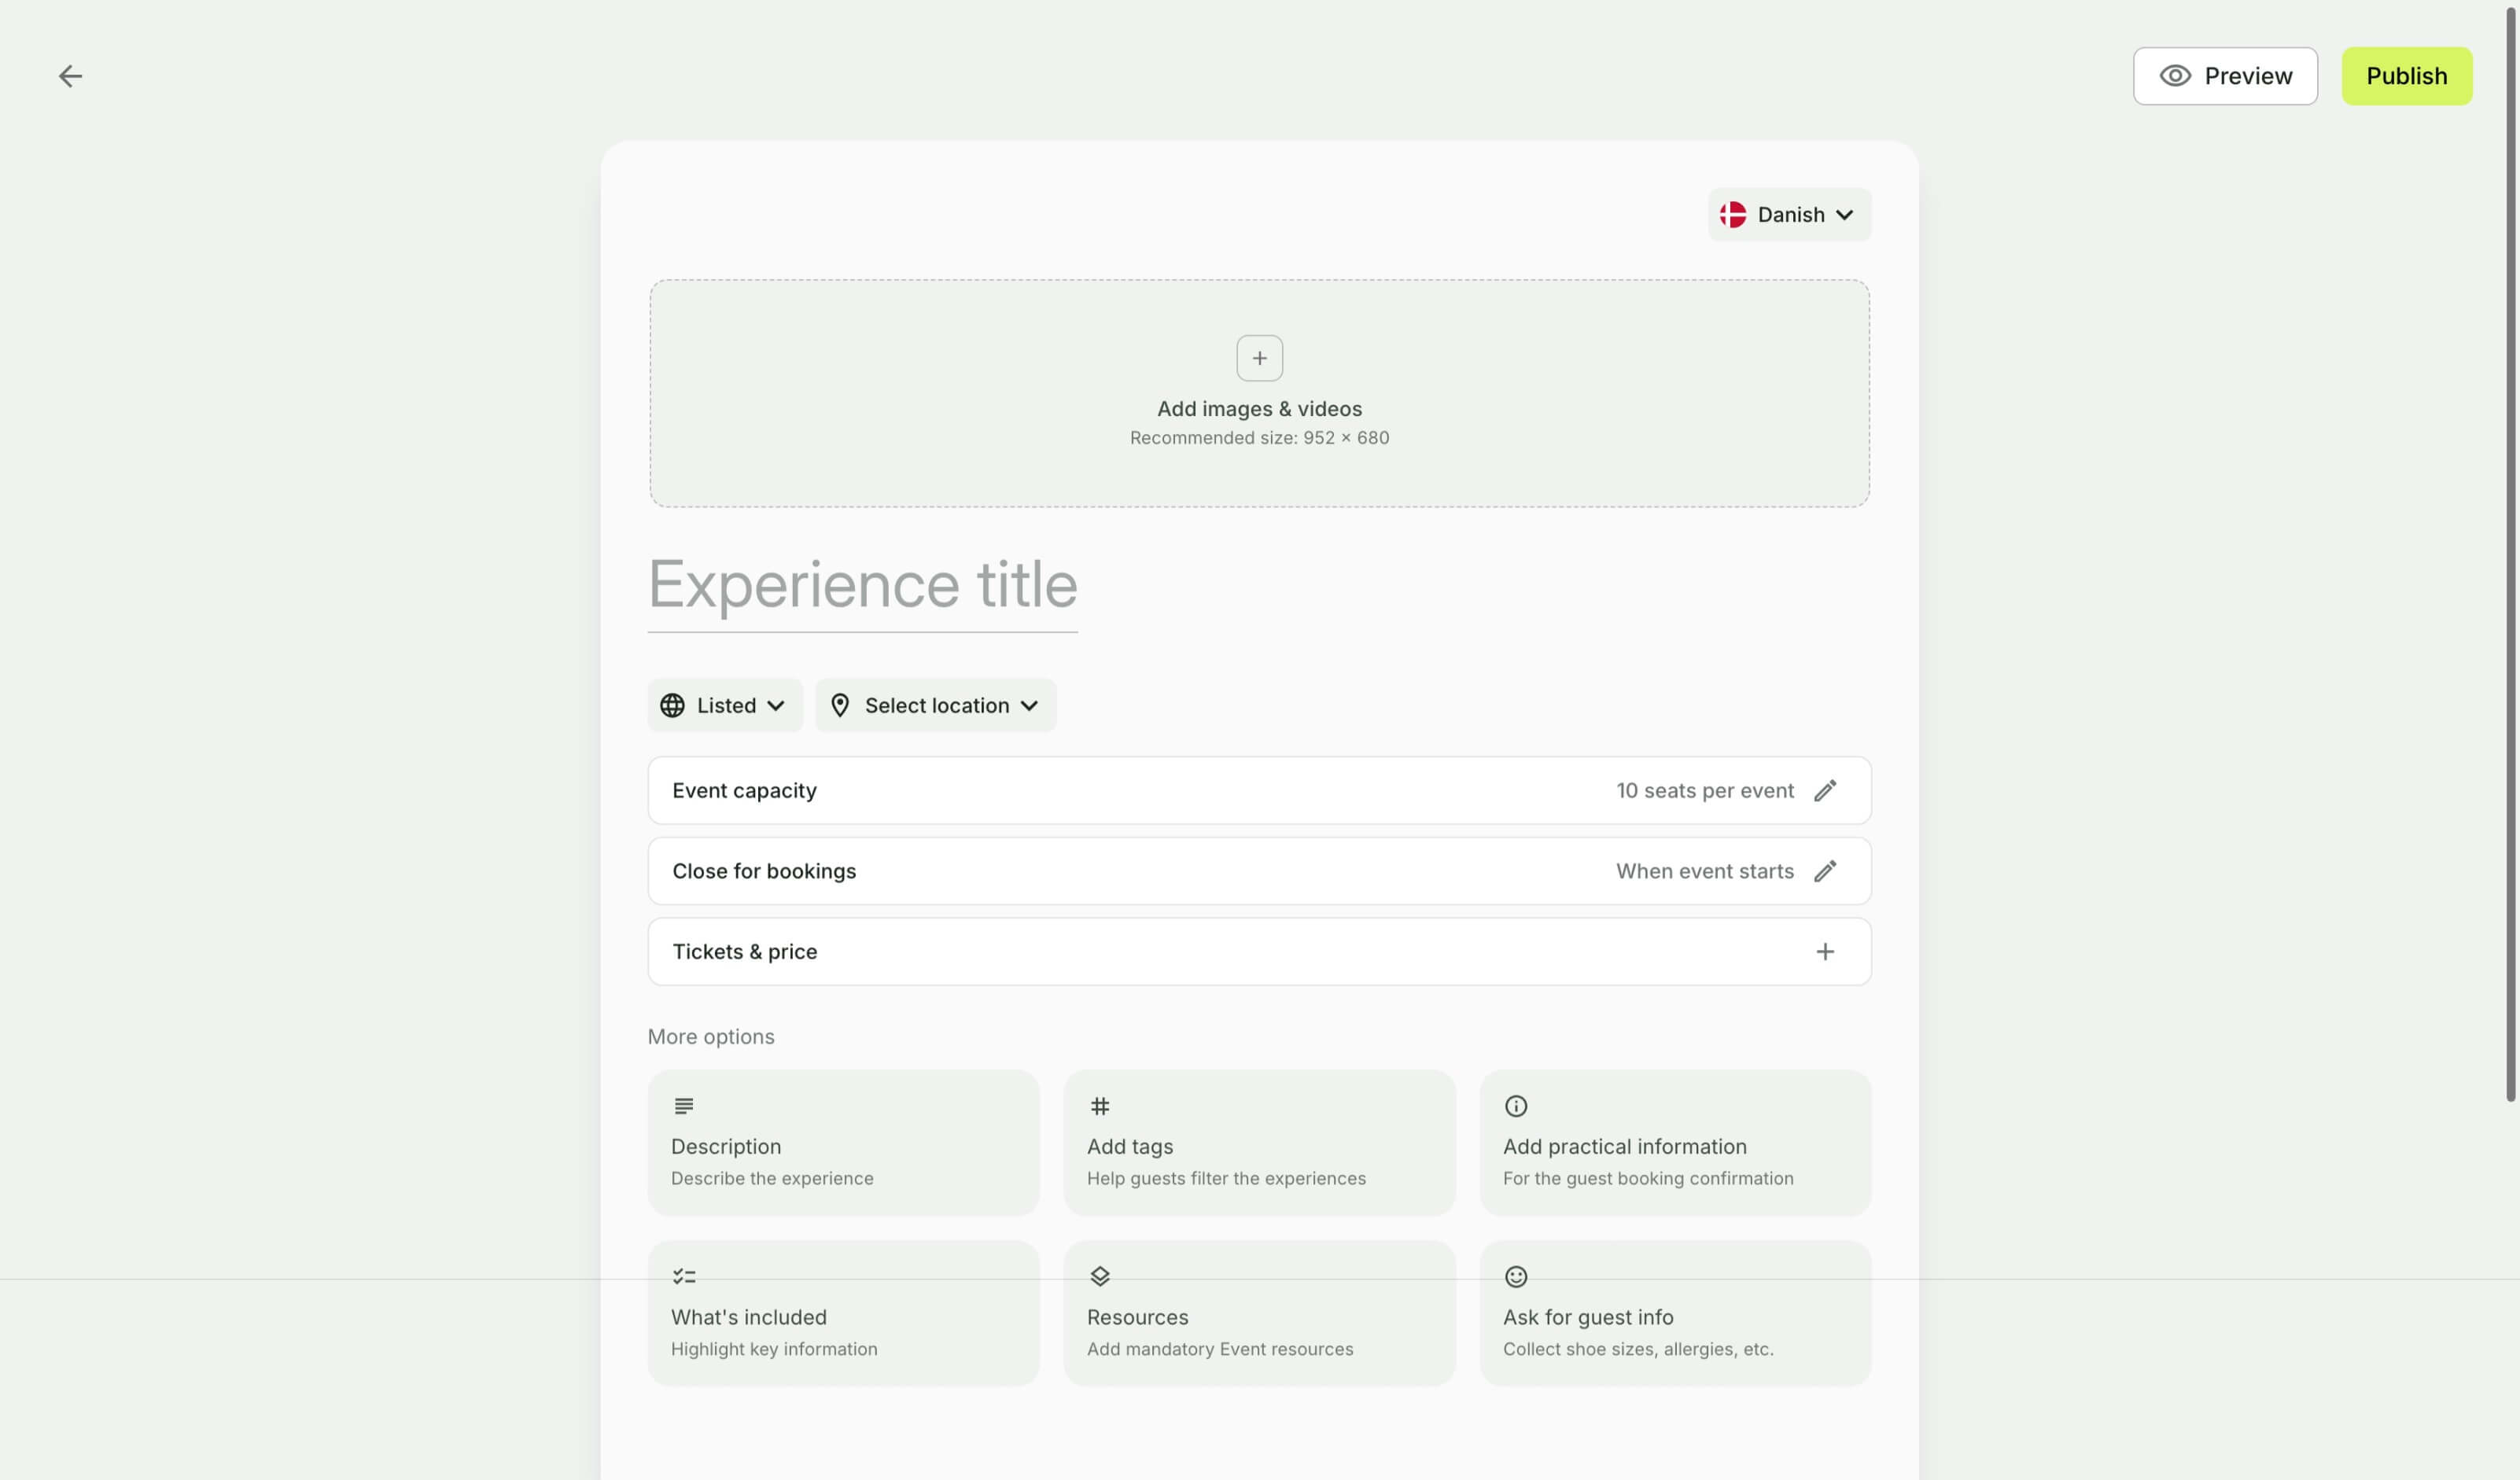 Preview
Publish
Danish
Add images & videos
Recommended size: 952 × 680
Experience title
Listed
Select location
Event capacity
10 seats per event
Close for bookings
When event starts
Tickets & price
More options
Description
Describe the experience
Add tags
Help guests filter the experiences
Add practical information
For the guest booking confirmation
What's included
Highlight key information
Resources
Add mandatory Event resources
Ask for guest info
Collect shoe sizes, allergies, etc.